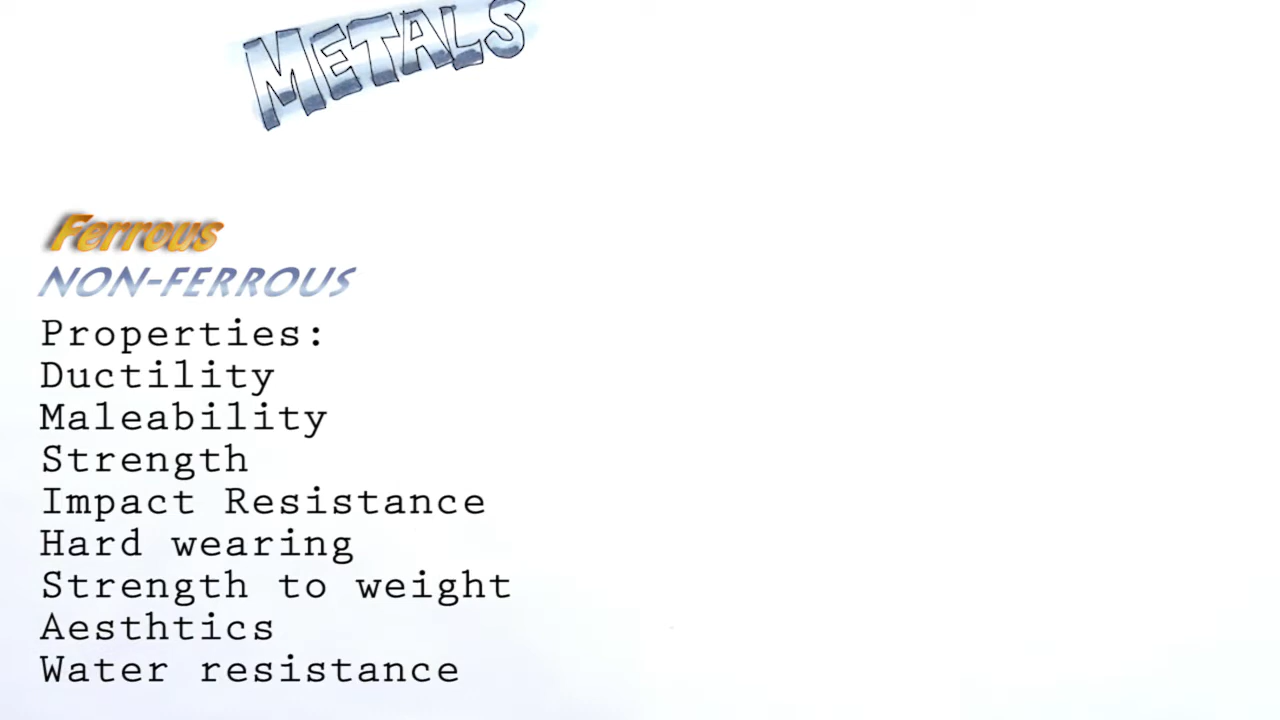 METALS
Ferrous
NON-FERROUS
Properties:
Ductility
Maleability
Strength
Impact Resistance
Hard wearing
Strength to weight
Aesthtics
Water resistance